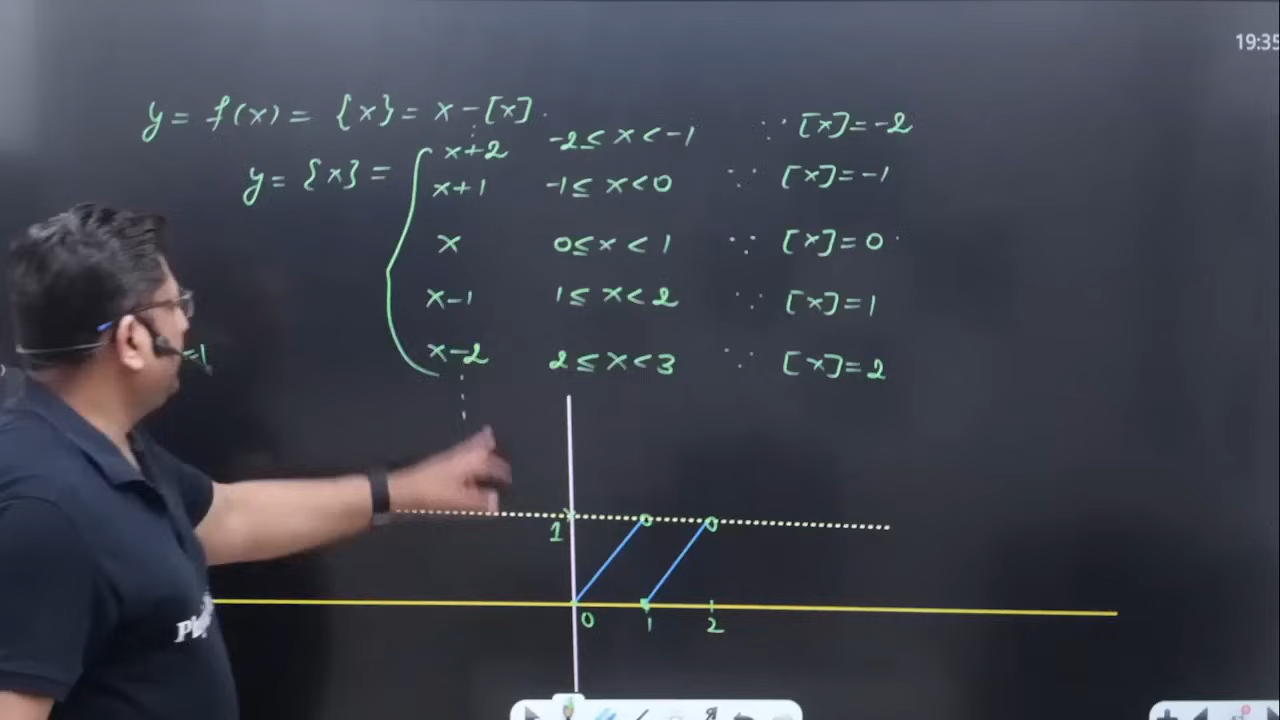 19:35
y = f(x) = {x} = x - [x].
y = {x} =
x+2 -2 ≤ x < -1 ∵ [x] = -2
x+1 -1 ≤ x < 0 ∵ [x] = -1
x 0 ≤ x < 1 ∵ [x] = 0
x-1 1 ≤ x < 2 ∵ [x] = 1
x-2 2 ≤ x < 3 ∵ [x] = 2
=1
1
0 1 2